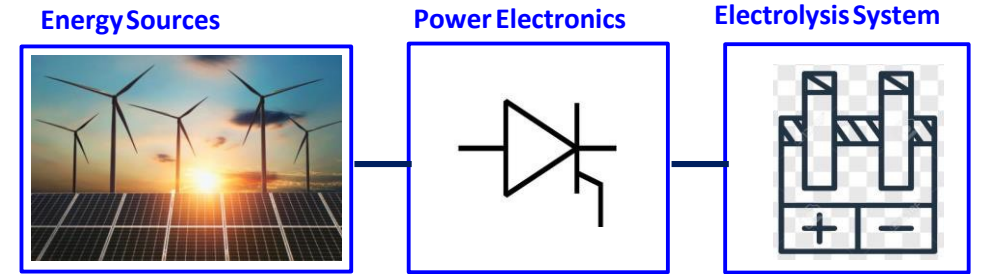 Energy Sources
Power Electronics
Electrolysis System
+ −